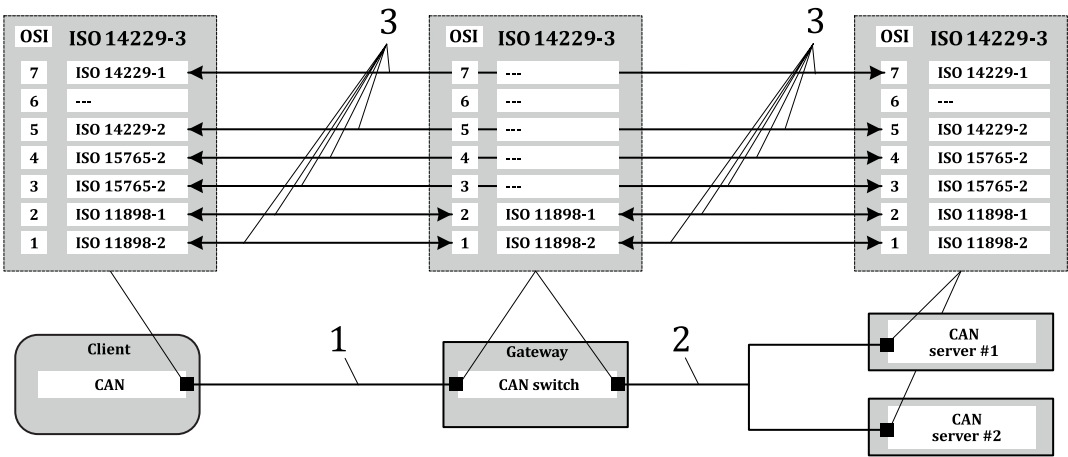 3
3
OSI ISO 14229-3
7 ISO 14229-1
6 ---
5 ISO 14229-2
4 ISO 15765-2
3 ISO 15765-2
2 ISO 11898-1
1 ISO 11898-2
OSI ISO 14229-3
7 ---
6 ---
5 ---
4 ---
3 ---
2 ISO 11898-1
1 ISO 11898-2
OSI ISO 14229-3
7 ISO 14229-1
6 ---
5 ISO 14229-2
4 ISO 15765-2
3 ISO 15765-2
2 ISO 11898-1
1 ISO 11898-2
Client
CAN
1
Gateway
CAN switch
2
CAN
server #1
CAN
server #2